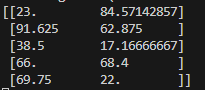 [[23.         84.57142857]
 [91.625      62.875     ]
 [38.5        17.16666667]
 [66.         68.4       ]
 [69.75       22.        ]]